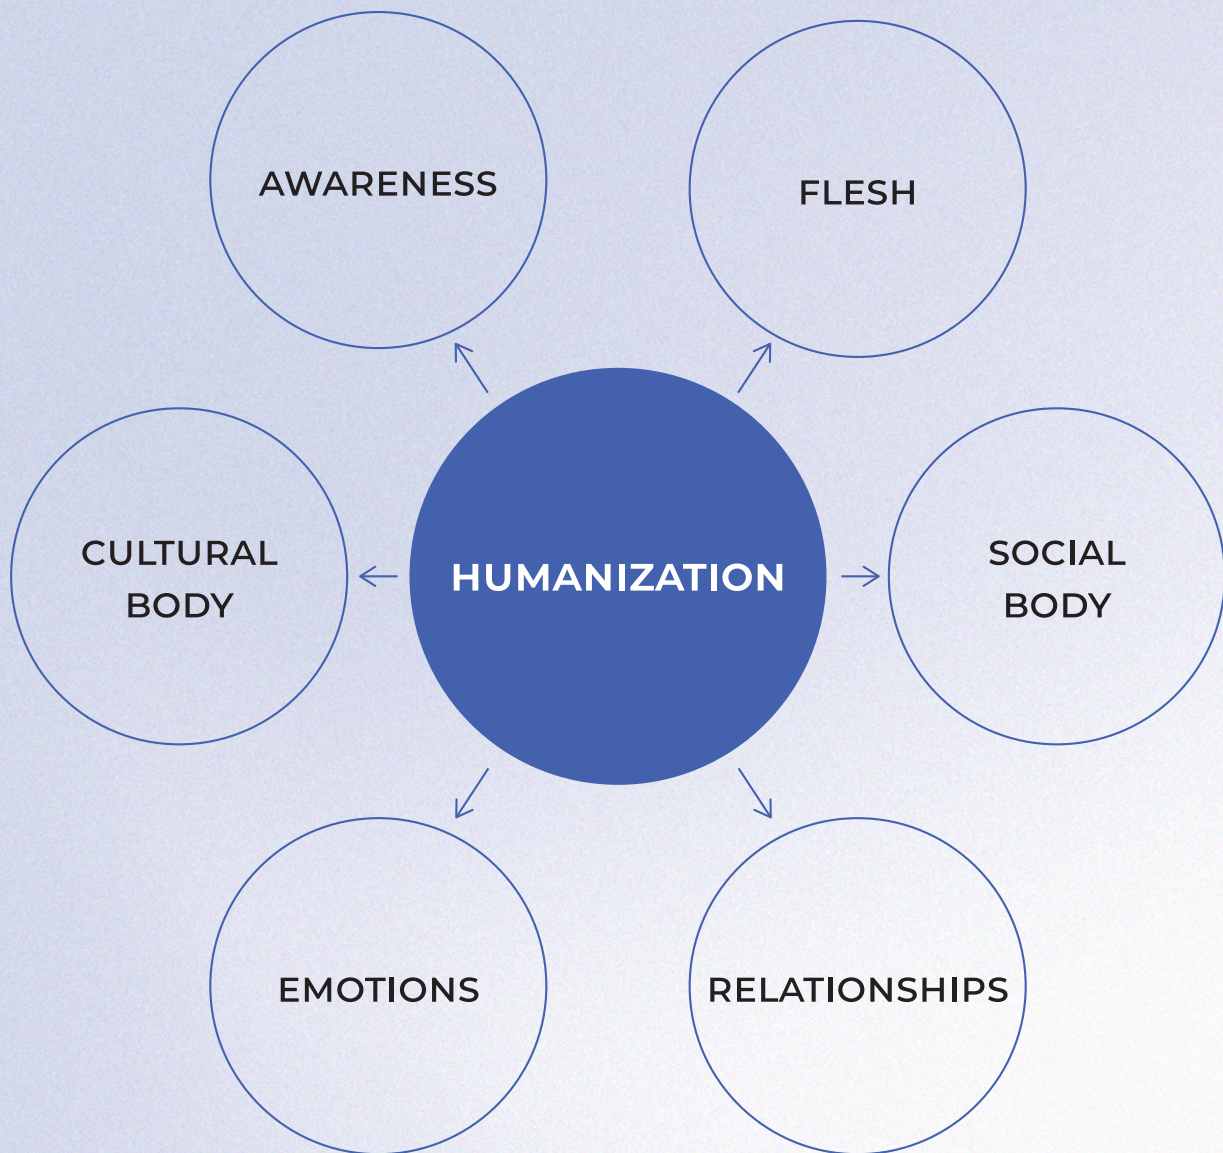 AWARENESS
FLESH
CULTURAL
BODY
HUMANIZATION
SOCIAL
BODY
EMOTIONS
RELATIONSHIPS